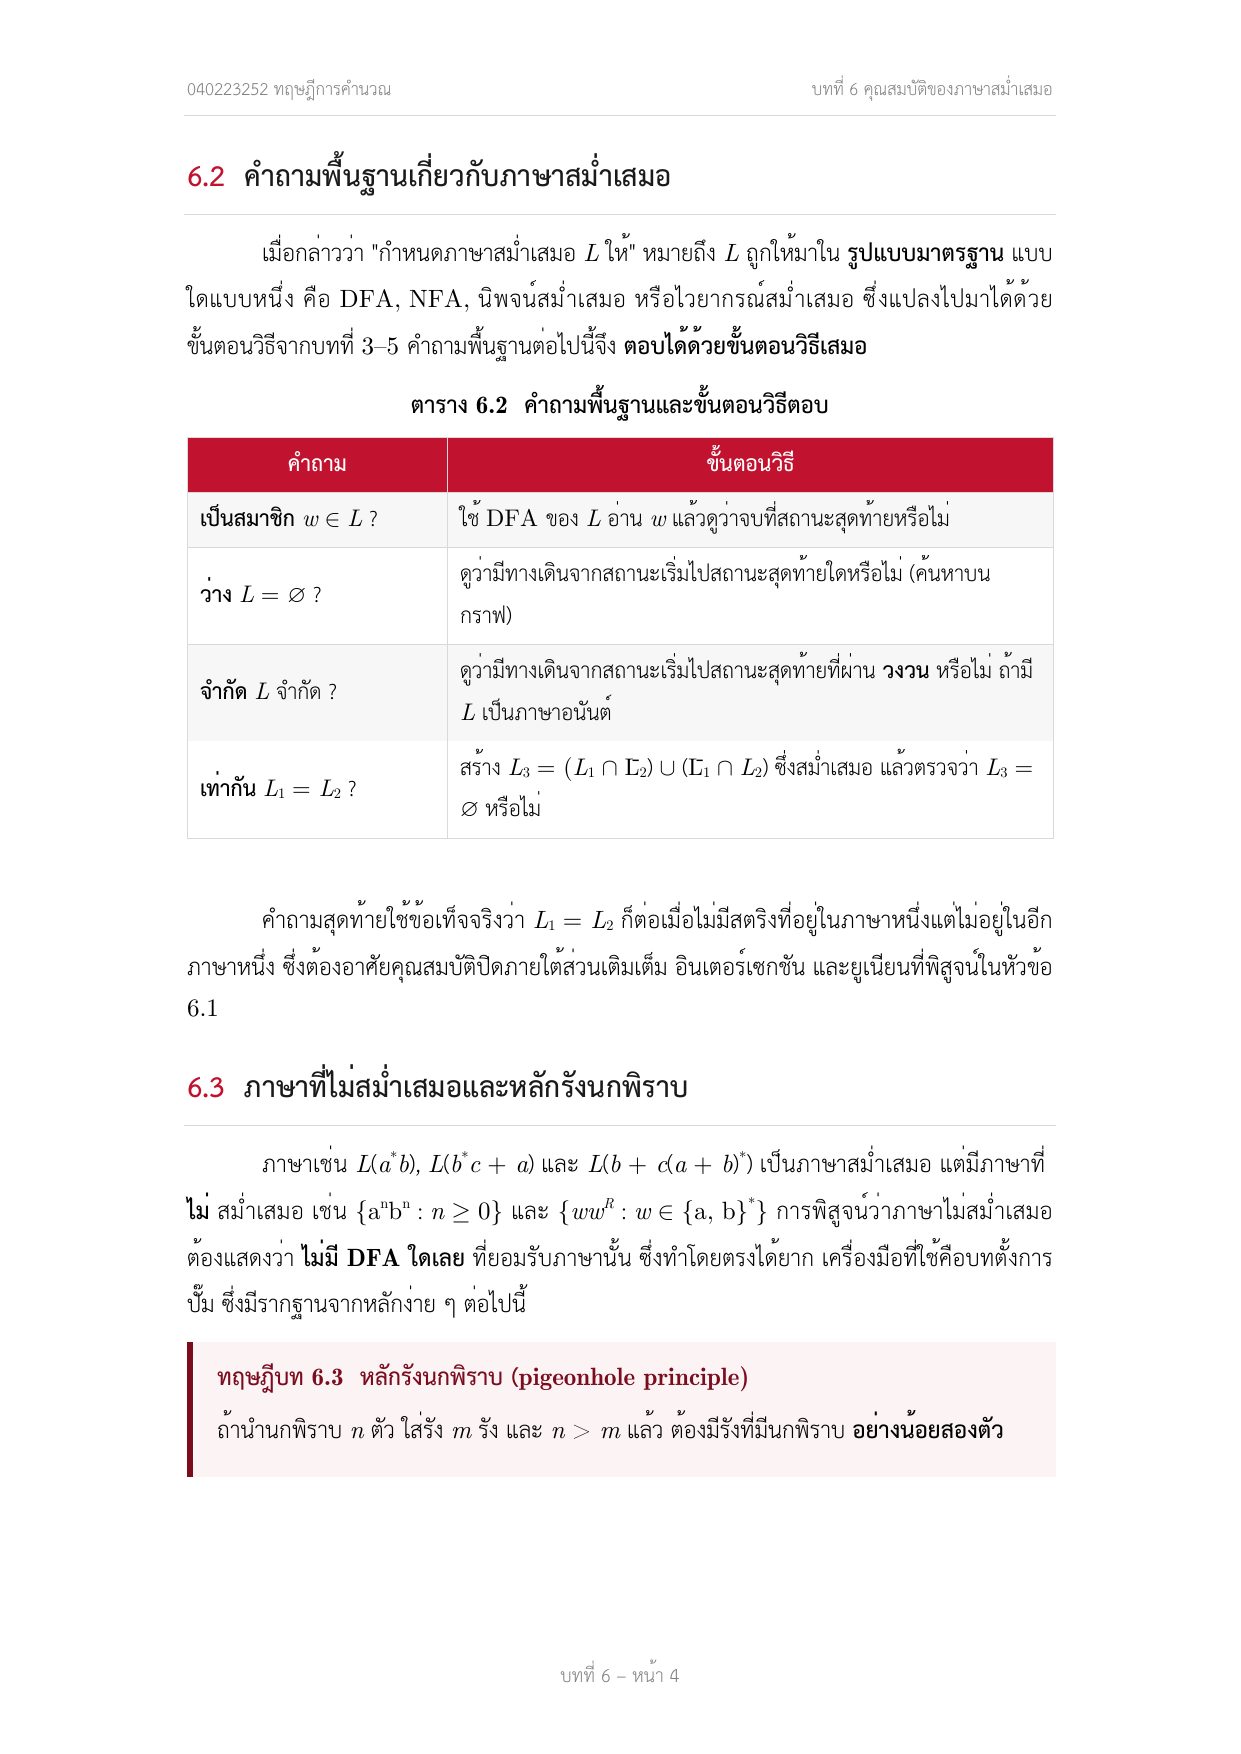 040223252 ทฤษฎีการคำนวณ
บทที่ 6 คุณสมบัติของภาษาสม่ำเสมอ
6.2 คำถามพื้นฐานเกี่ยวกับภาษาสม่ำเสมอ
เมื่อกล่าวว่า "กำหนดภาษาสม่ำเสมอ L ให้" หมายถึง L ถูกให้มาใน รูปแบบมาตรฐาน แบบ
ใดแบบหนึ่ง คือ DFA, NFA, นิพจน์สม่ำเสมอ หรือไวยากรณ์สม่ำเสมอ ซึ่งแปลงไปมาได้ด้วย
ขั้นตอนวิธีจากบทที่ 3–5 คำถามพื้นฐานต่อไปนี้จึง ตอบได้ด้วยขั้นตอนวิธีเสมอ
ตาราง 6.2 คำถามพื้นฐานและขั้นตอนวิธีตอบ
คำถาม
ขั้นตอนวิธี
เป็นสมาชิก w ∈ L ?
ใช้ DFA ของ L อ่าน w แล้วดูว่าจบที่สถานะสุดท้ายหรือไม่
ว่าง L = ∅ ?
ดูว่ามีทางเดินจากสถานะเริ่มไปสถานะสุดท้ายใดหรือไม่ (ค้นหาบน
กราฟ)
จำกัด L จำกัด ?
ดูว่ามีทางเดินจากสถานะเริ่มไปสถานะสุดท้ายที่ผ่าน วงวน หรือไม่ ถ้ามี
L เป็นภาษาอนันต์
เท่ากัน L₁ = L₂ ?
สร้าง L₃ = (L₁ ∩ L̄₂) ∪ (L̄₁ ∩ L₂) ซึ่งสม่ำเสมอ แล้วตรวจว่า L₃ =
∅ หรือไม่
คำถามสุดท้ายใช้ข้อเท็จจริงว่า L₁ = L₂ ก็ต่อเมื่อไม่มีสตริงที่อยู่ในภาษาหนึ่งแต่ไม่อยู่ในอีก
ภาษาหนึ่ง ซึ่งต้องอาศัยคุณสมบัติปิดภายใต้ส่วนเติมเต็ม อินเตอร์เซกชัน และยูเนียนที่พิสูจน์ในหัวข้อ
6.1
6.3 ภาษาที่ไม่สม่ำเสมอและหลักรังนกพิราบ
ภาษาเช่น L(a*b), L(b*c + a) และ L(b + c(a + b)*) เป็นภาษาสม่ำเสมอ แต่มีภาษาที่
ไม่ สม่ำเสมอ เช่น {aⁿbⁿ : n ≥ 0} และ {wwᴿ : w ∈ {a, b}*} การพิสูจน์ว่าภาษาไม่สม่ำเสมอ
ต้องแสดงว่า ไม่มี DFA ใดเลย ที่ยอมรับภาษานั้น ซึ่งทำโดยตรงได้ยาก เครื่องมือที่ใช้คือบทตั้งการ
ปั๊ม ซึ่งมีรากฐานจากหลักง่าย ๆ ต่อไปนี้
ทฤษฎีบท 6.3 หลักรังนกพิราบ (pigeonhole principle)
ถ้านำนกพิราบ n ตัว ใส่รัง m รัง และ n > m แล้ว ต้องมีรังที่มีนกพิราบ อย่างน้อยสองตัว
บทที่ 6 – หน้า 4